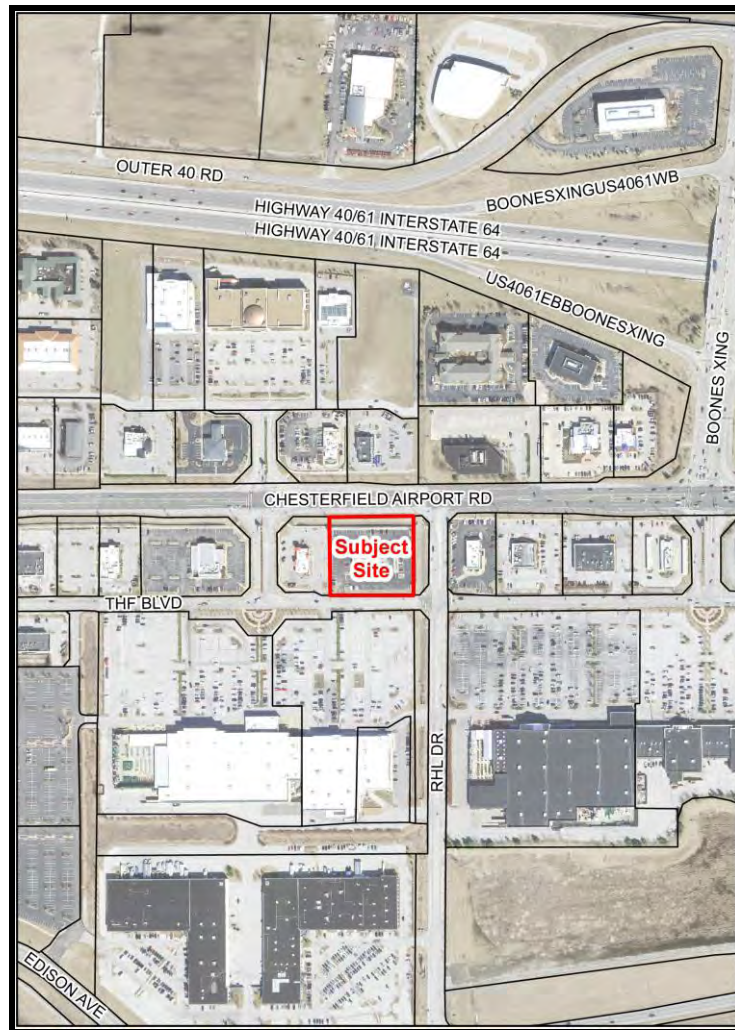 OUTER 40 RD
BOONESXINGUS4061WB
HIGHWAY 40/61 INTERSTATE 64
HIGHWAY 40/61 INTERSTATE 64
US4061EBBOONESXING
BOONES XING
CHESTERFIELD AIRPORT RD
Subject
Site
THF BLVD
RHL DR.
EDISON AVE